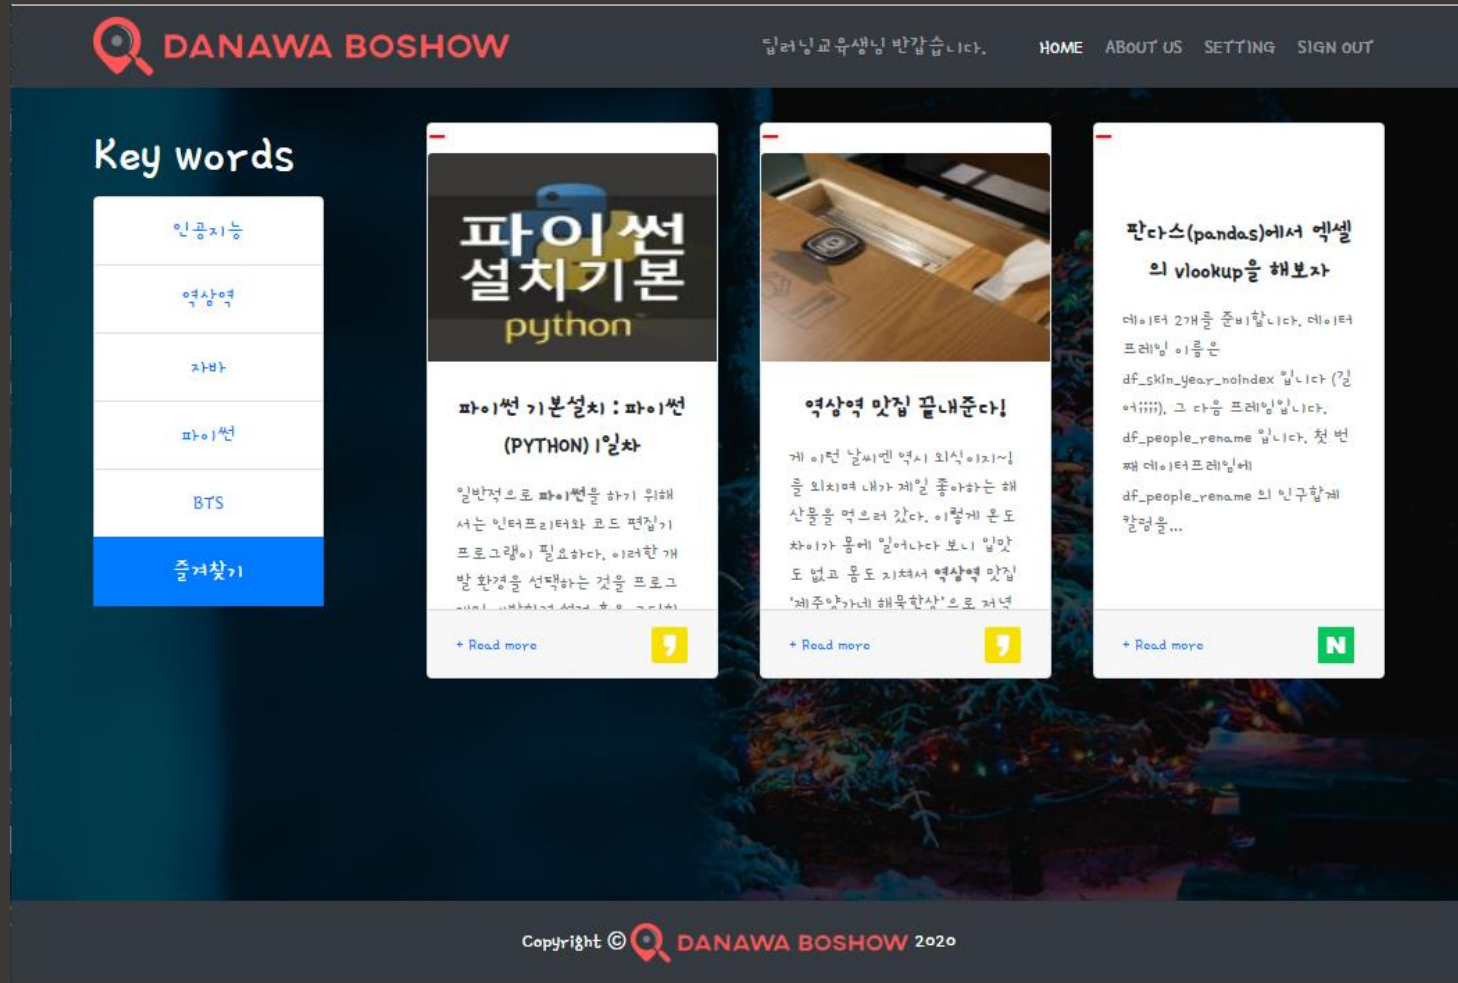 DANAWA BOSHOW
딥러닝교육생님 반갑습니다.
HOME ABOUT US SETTING SIGN OUT
Key words
인공지능
역삼역
자바
파이썬
BTS
즐겨찾기
파이썬
설치기본
python
파이썬 기본설치 : 파이썬
(PYTHON) 1일차
일반적으로 파이썬을 하기 위해
서는 인터프리터와 코드 편집기
프로그램이 필요하다. 이러한 개
발 환경을 선택하는 것을 프로그
+ Read more
역삼역 맛집 끝내준다!
게 이런 날씨엔 역시 외식이지~!
를 외치며 내가 제일 좋아하는 해
산물을 먹으러 갔다. 이렇게 온도
차이가 몸에 일어나다 보니 입맛
도 없고 몸도 지쳐서 역삼역 맛집
'제주양가네 해물한상'으로 저녁
+ Read more
판다스(pandas)에서 엑셀
의 vlookup을 해보자
데이터 2개를 준비합니다. 데이터
프레임 이름은
df_skin_year_noindex 입니다 (길
어;;;;). 그 다음 프레임입니다.
df_people_rename 입니다. 첫 번
째 데이터프레임에
df_people_rename 의 인구합계
칼럼을...
+ Read more
N
Copyright © DANAWA BOSHOW 2020